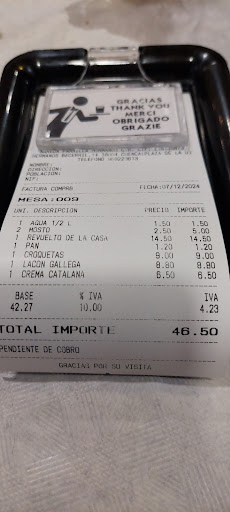 GRACIAS
THANK YOU
MERCI
OBRIGADO
GRAZIE
NOMBRE:
DIRECCION:
POBLACION:
NIF:
FACTURA COMPRB FECHA:07/12/2024
MESA:009
UNI. DESCRIPCION PRECIO IMPORTE
1 AGUA 1/2 L 1.50 1.50
2 MOSTO 2.50 5.00
1 REVUELTO DE LA CASA 14.50 14.50
1 PAN 1.20 1.20
1 CROQUETAS 9.00 9.00
1 LACON GALLEGA 8.80 8.80
1 CREMA CATALANA 6.50 6.50
BASE % IVA IVA
42.27 10.00 4.23
TOTAL IMPORTE 46.50
PENDIENTE DE COBRO
GRACIAS POR SU VISITA